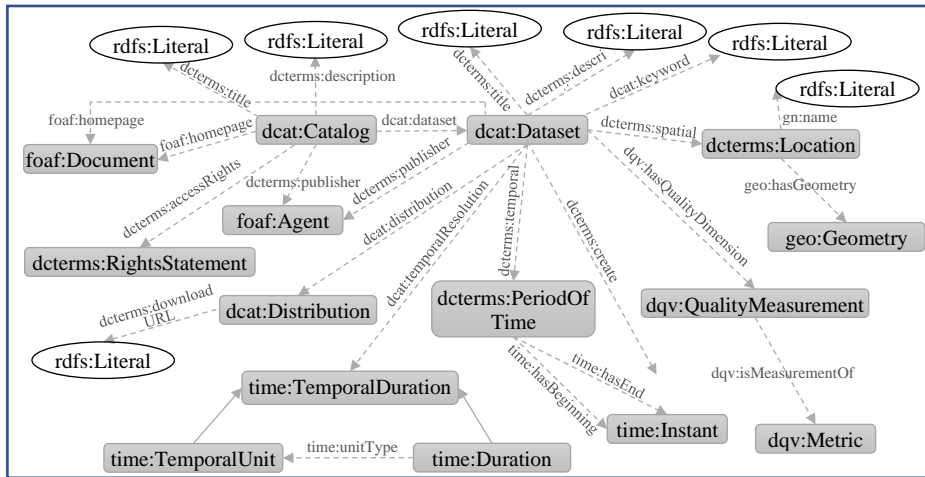 rdfs:Literal
rdfs:Literal
rdfs:Literal
rdfs:Literal
rdfs:Literal
dcterms:title
dcterms:description
dcterms:title
dcterms:descri
dcat:keyword
rdfs:Literal
foaf:homepage
foaf:homepage
dcat:Catalog
dcat:dataset
dcat:Dataset
dcterms:spatial
gn:name
dcterms:Location
foaf:Document
dcterms:accessRights
dcterms:publisher
dcterms:publisher
geo:hasGeometry
foaf:Agent
dcat:distribution
dcat:temporalResolution
dcterms:temporal
dcterms:create
dqv:hasQualityDimension
geo:Geometry
dcterms:RightsStatement
dcterms:download
URL
dcat:Distribution
dcterms:PeriodOf
Time
dqv:QualityMeasurement
rdfs:Literal
time:TemporalDuration
time:hasBeginning
time:hasEnd
dqv:isMeasurementOf
time:Instant
dqv:Metric
time:TemporalUnit
time:unitType
time:Duration